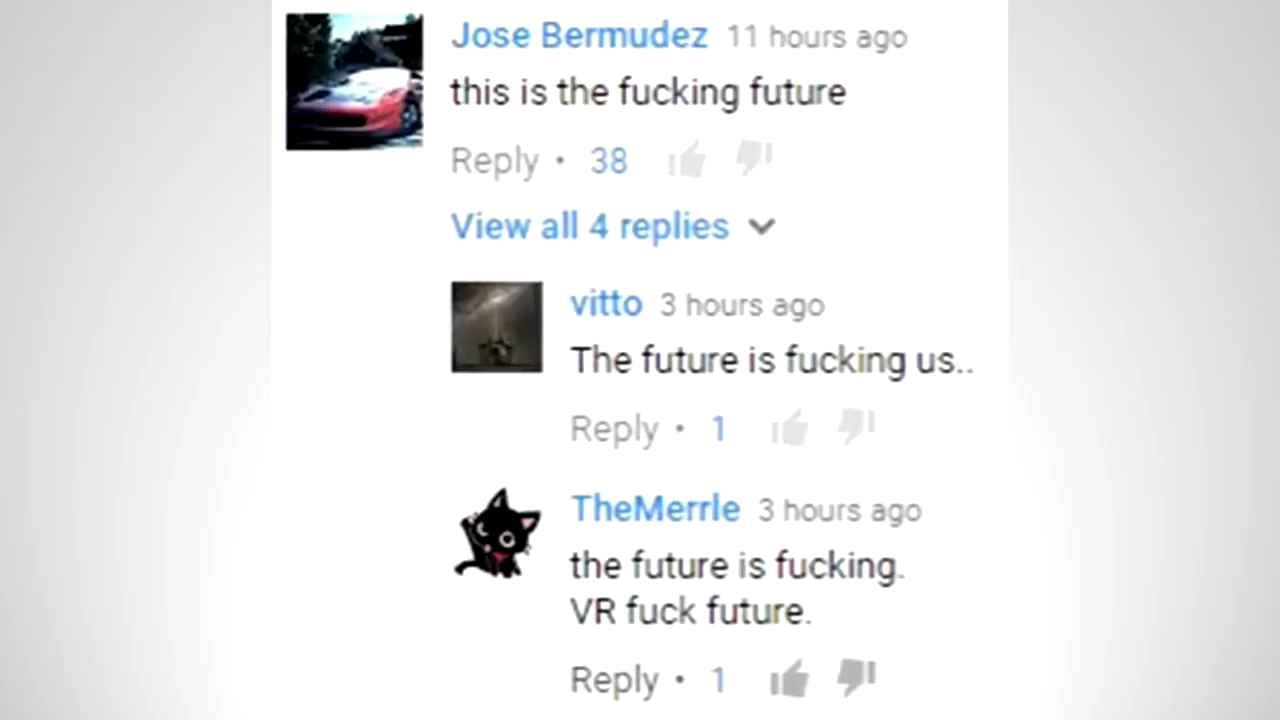 Jose Bermudez 11 hours ago
this is the fucking future
Reply • 38
View all 4 replies
vitto 3 hours ago
The future is fucking us..
Reply • 1
TheMerrle 3 hours ago
the future is fucking.
VR fuck future.
Reply • 1